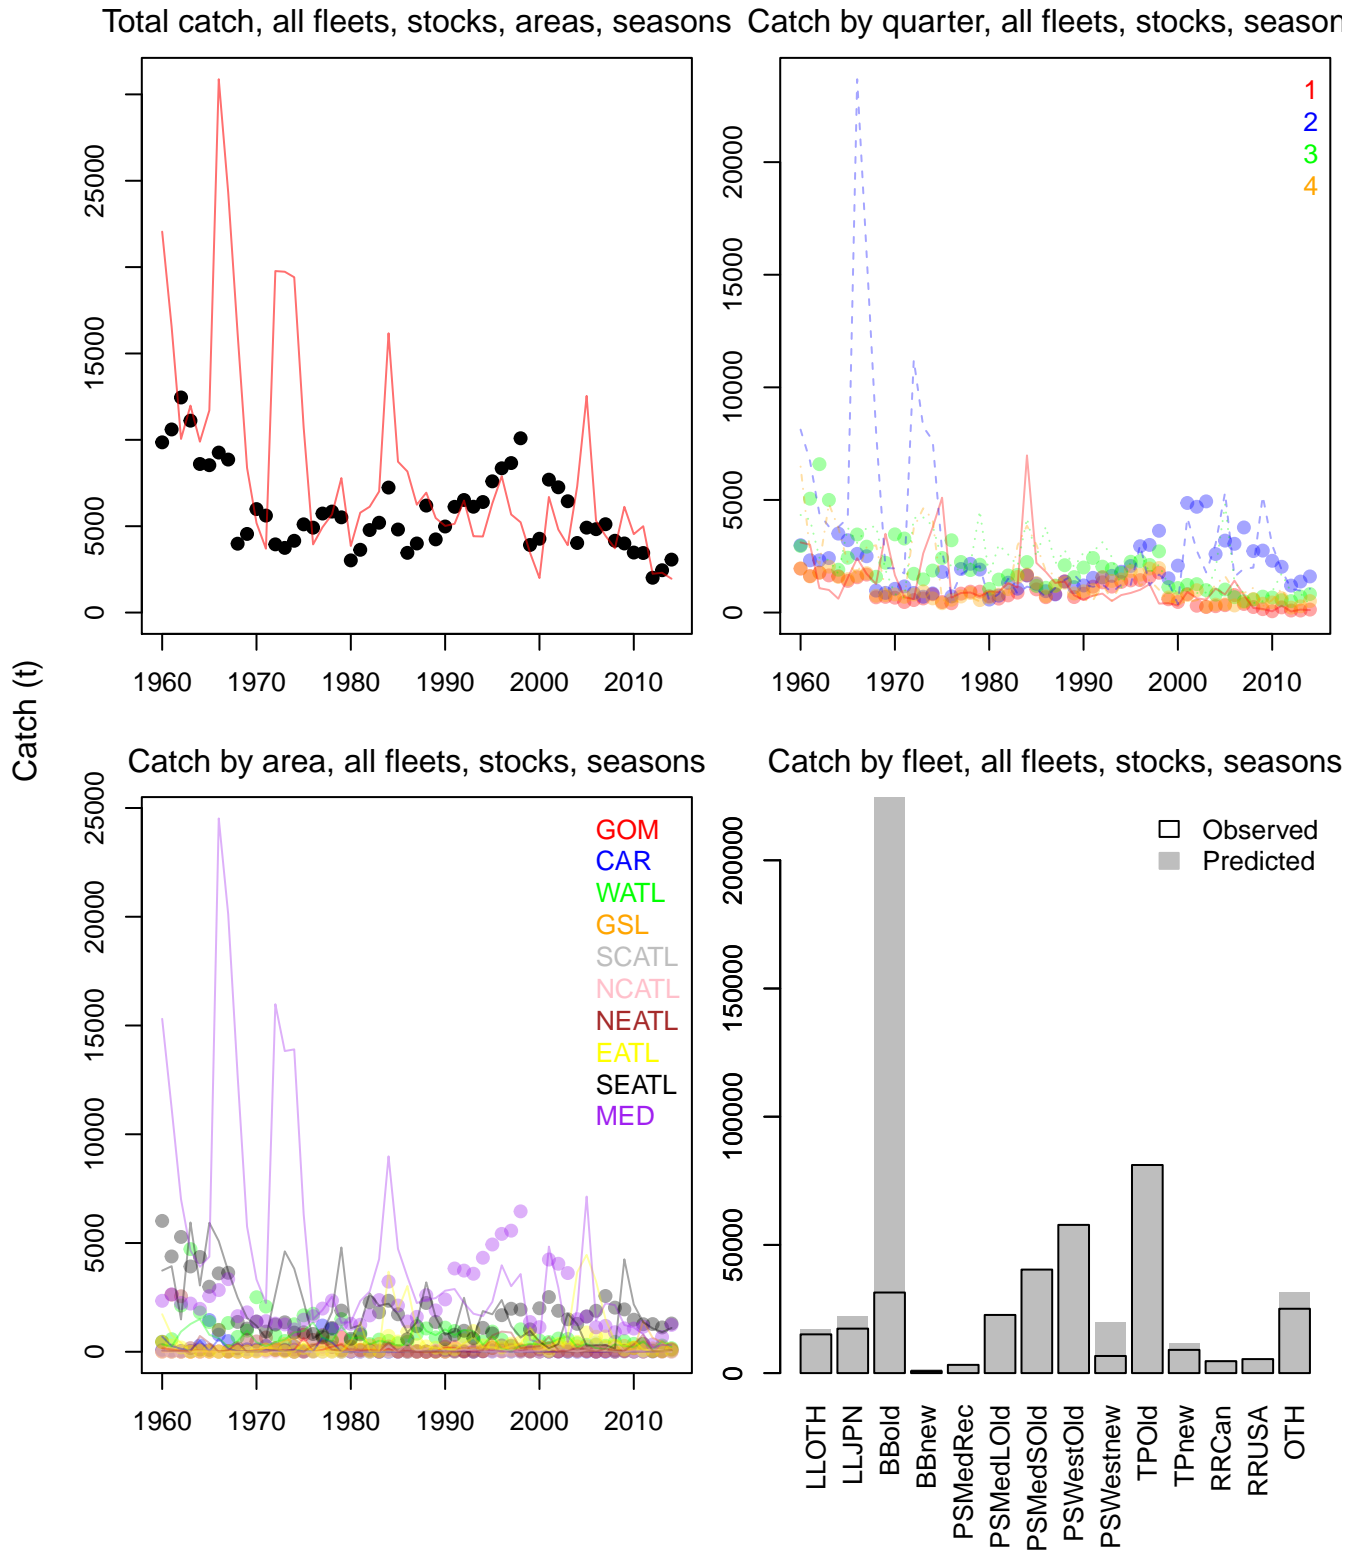 Total catch, all fleets, stocks, areas, seasons
Catch by quarter, all fleets, stocks, season
0
5000
15000
25000
1960 1970 1980 1990 2000 2010
0
5000
10000
15000
20000
1960 1970 1980 1990 2000 2010
1
2
3
4
Catch (t)
Catch by area, all fleets, stocks, seasons
Catch by fleet, all fleets, stocks, seasons
0
5000
10000
15000
20000
25000
1960 1970 1980 1990 2000 2010
GOM
CAR
WATL
GSL
SCATL
NCATL
NEATL
EATL
SEATL
MED
0
50000
100000
150000
200000
Observed
Predicted
LLOTH
LLJPN
BBold
BBnew
PSMedRec
PSMedLOld
PSMedSOld
PSWestOld
PSWestnew
TPOld
TPnew
RRCan
RRUSA
OTH